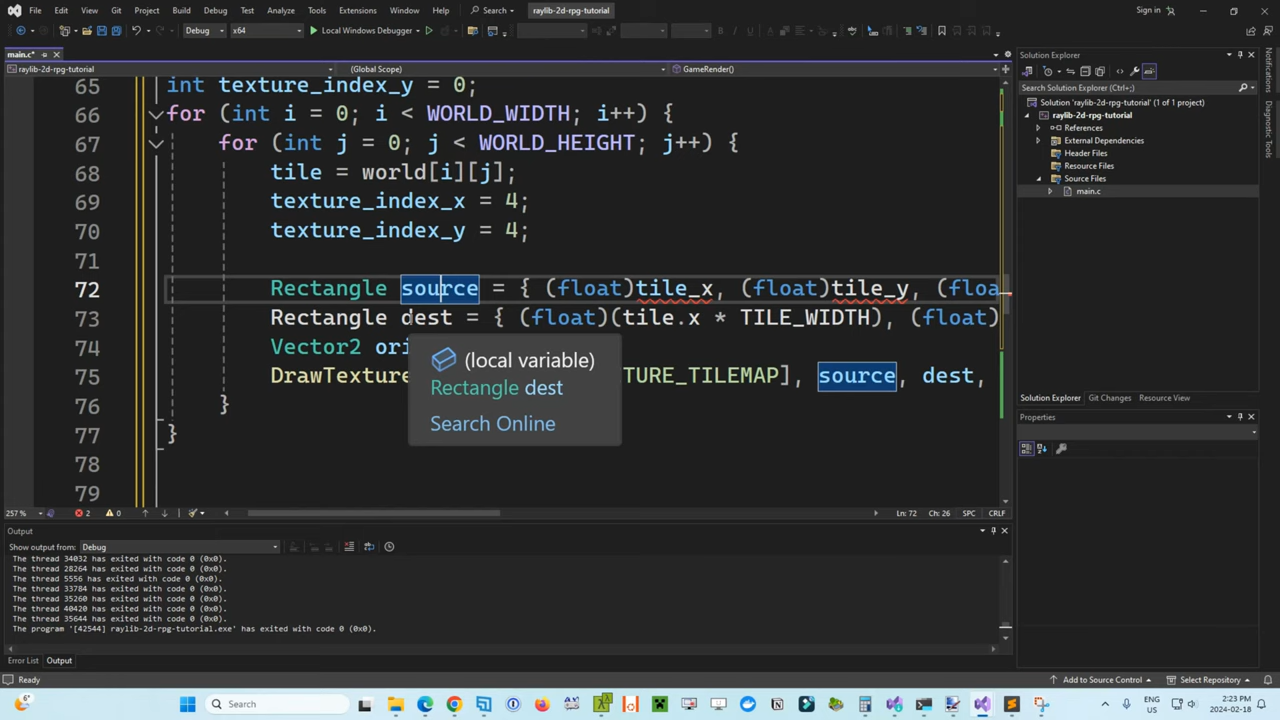 File Edit View Git Project Build Debug Test Analyze Tools Extensions Window Help Search raylib-2d-rpg-tutorial Sign in
Debug x64 Local Windows Debugger
main.c*
raylib-2d-rpg-tutorial (Global Scope) GameRender()
65 int texture_index_y = 0;
66 for (int i = 0; i < WORLD_WIDTH; i++) {
67 for (int j = 0; j < WORLD_HEIGHT; j++) {
68 tile = world[i][j];
69 texture_index_x = 4;
70 texture_index_y = 4;
71
72 Rectangle source = { (float)tile_x, (float)tile_y, (floa
73 Rectangle dest = { (float)(tile.x * TILE_WIDTH), (float)
74 Vector2 ori
75 DrawTexture TURE_TILEMAP], source, dest,
76 }
77 }
78
79
(local variable)
Rectangle dest
Search Online
257 % 2 0 Ln: 72 Ch: 26 SPC CRLF
Output
Show output from: Debug
The thread 34032 has exited with code 0 (0x0).
The thread 28264 has exited with code 0 (0x0).
The thread 5556 has exited with code 0 (0x0).
The thread 33784 has exited with code 0 (0x0).
The thread 35260 has exited with code 0 (0x0).
The thread 40420 has exited with code 0 (0x0).
The thread 35644 has exited with code 0 (0x0).
The program '[42544] raylib-2d-rpg-tutorial.exe' has exited with code 0 (0x0).
Error List Output
Solution Explorer
Search Solution Explorer (Ctrl+;)
Solution 'raylib-2d-rpg-tutorial' (1 of 1 project)
raylib-2d-rpg-tutorial
References
External Dependencies
Header Files
Resource Files
Source Files
main.c
Solution Explorer Git Changes Resource View
Properties
Notifications
Diagnostic Tools
Ready Add to Source Control Select Repository
6° Search ENG US 2:23 PM 2024-02-18